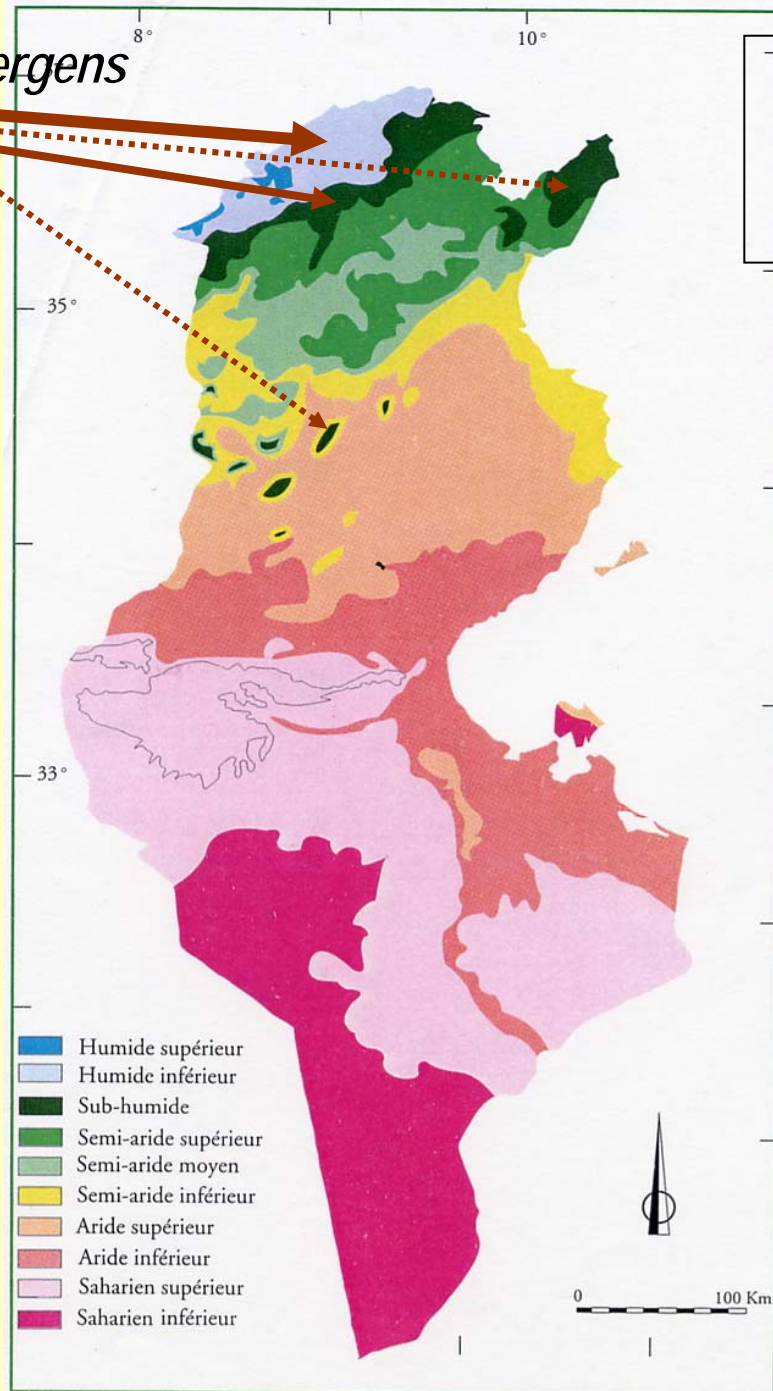 8°
10°
ergens
35°
33°
Humide supérieur
Humide inférieur
Sub-humide
Semi-aride supérieur
Semi-aride moyen
Semi-aride inférieur
Aride supérieur
Aride inférieur
Saharien supérieur
Saharien inférieur
0 100 Km